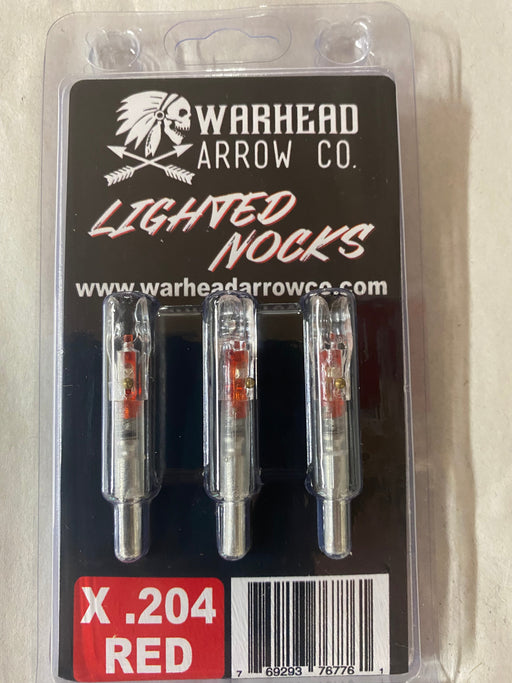 WARHEAD
ARROW CO.
LIGHTED
NOCKS
www.warheadarrowco.com
X .204
RED
7 69293 76776 1